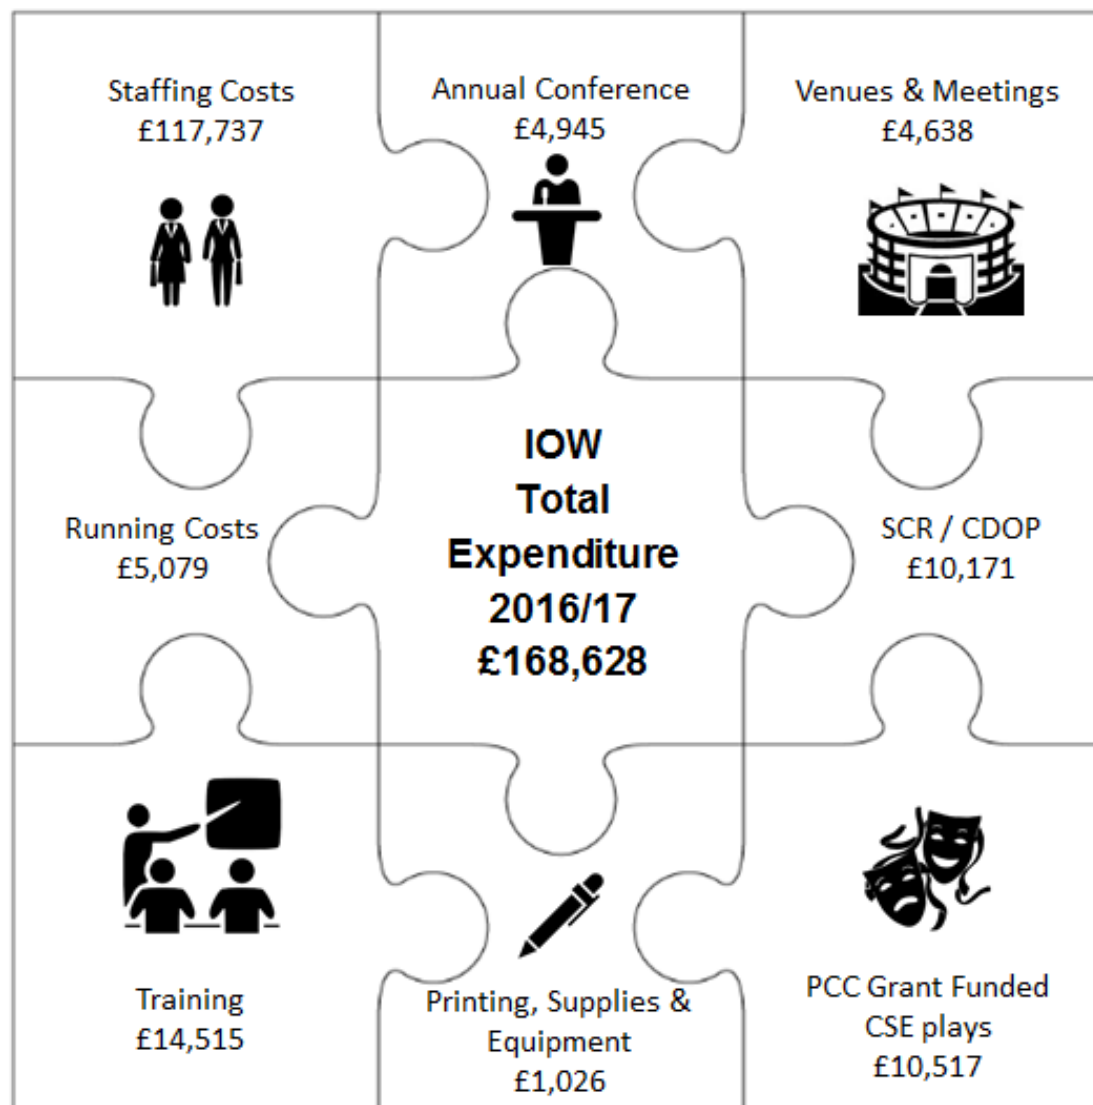 Staffing Costs
£117,737
Annual Conference
£4,945
Venues & Meetings
£4,638
Running Costs
£5,079
IOW
Total
Expenditure
2016/17
£168,628
SCR / CDOP
£10,171
Training
£14,515
Printing, Supplies &
Equipment
£1,026
PCC Grant Funded
CSE plays
£10,517